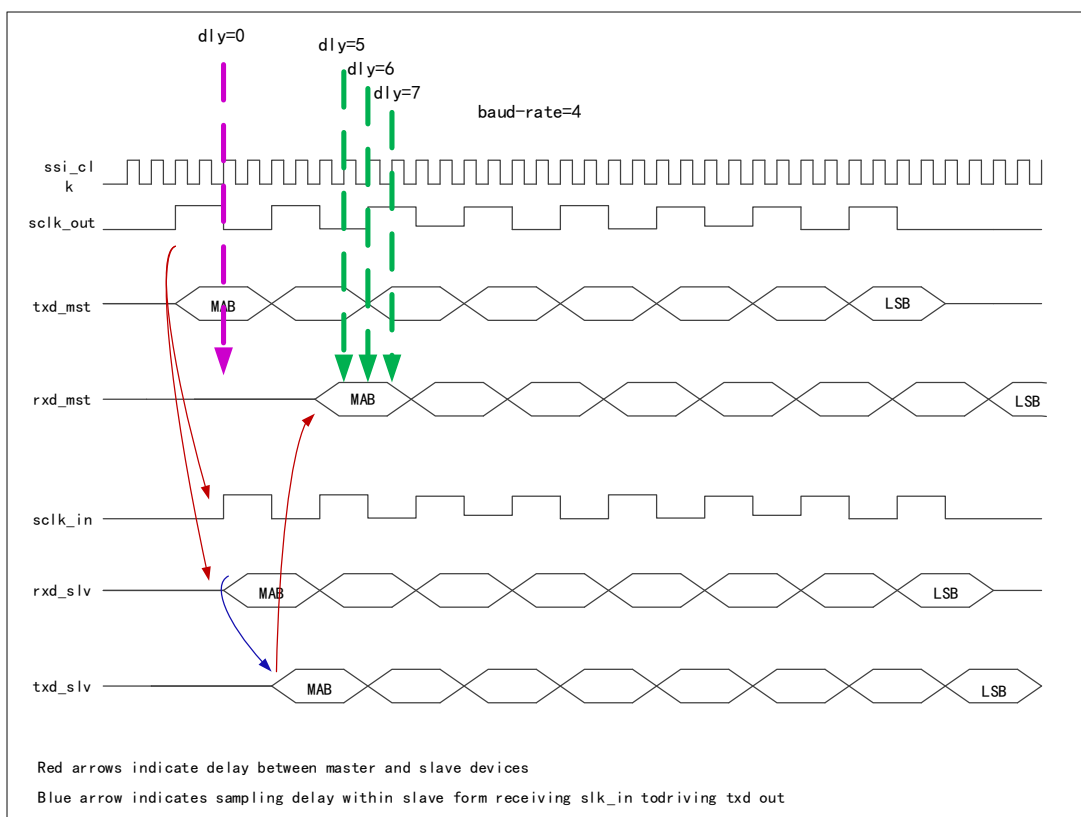 dly=0
dly=5
dly=6
dly=7
baud-rate=4
ssi_cl
k
sclk_out
txd_mst
MAB
LSB
rxd_mst
MAB
LSB
sclk_in
rxd_slv
MAB
LSB
txd_slv
MAB
LSB
Red arrows indicate delay between master and slave devices
Blue arrow indicates sampling delay within slave form receiving slk_in todriving txd out